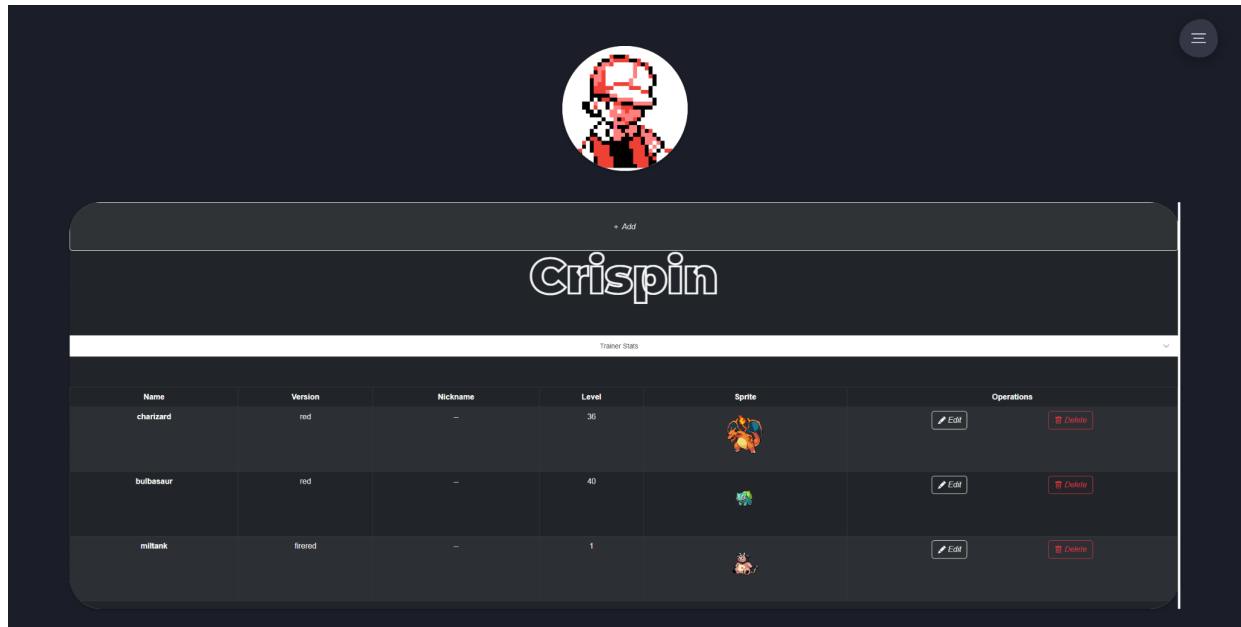 + Add
Crispin
Trainer Stats
Name Version Nickname Level Sprite Operations
charizard red -- 36 Edit Delete
bulbasaur red -- 40 Edit Delete
miltank firered -- 1 Edit Delete